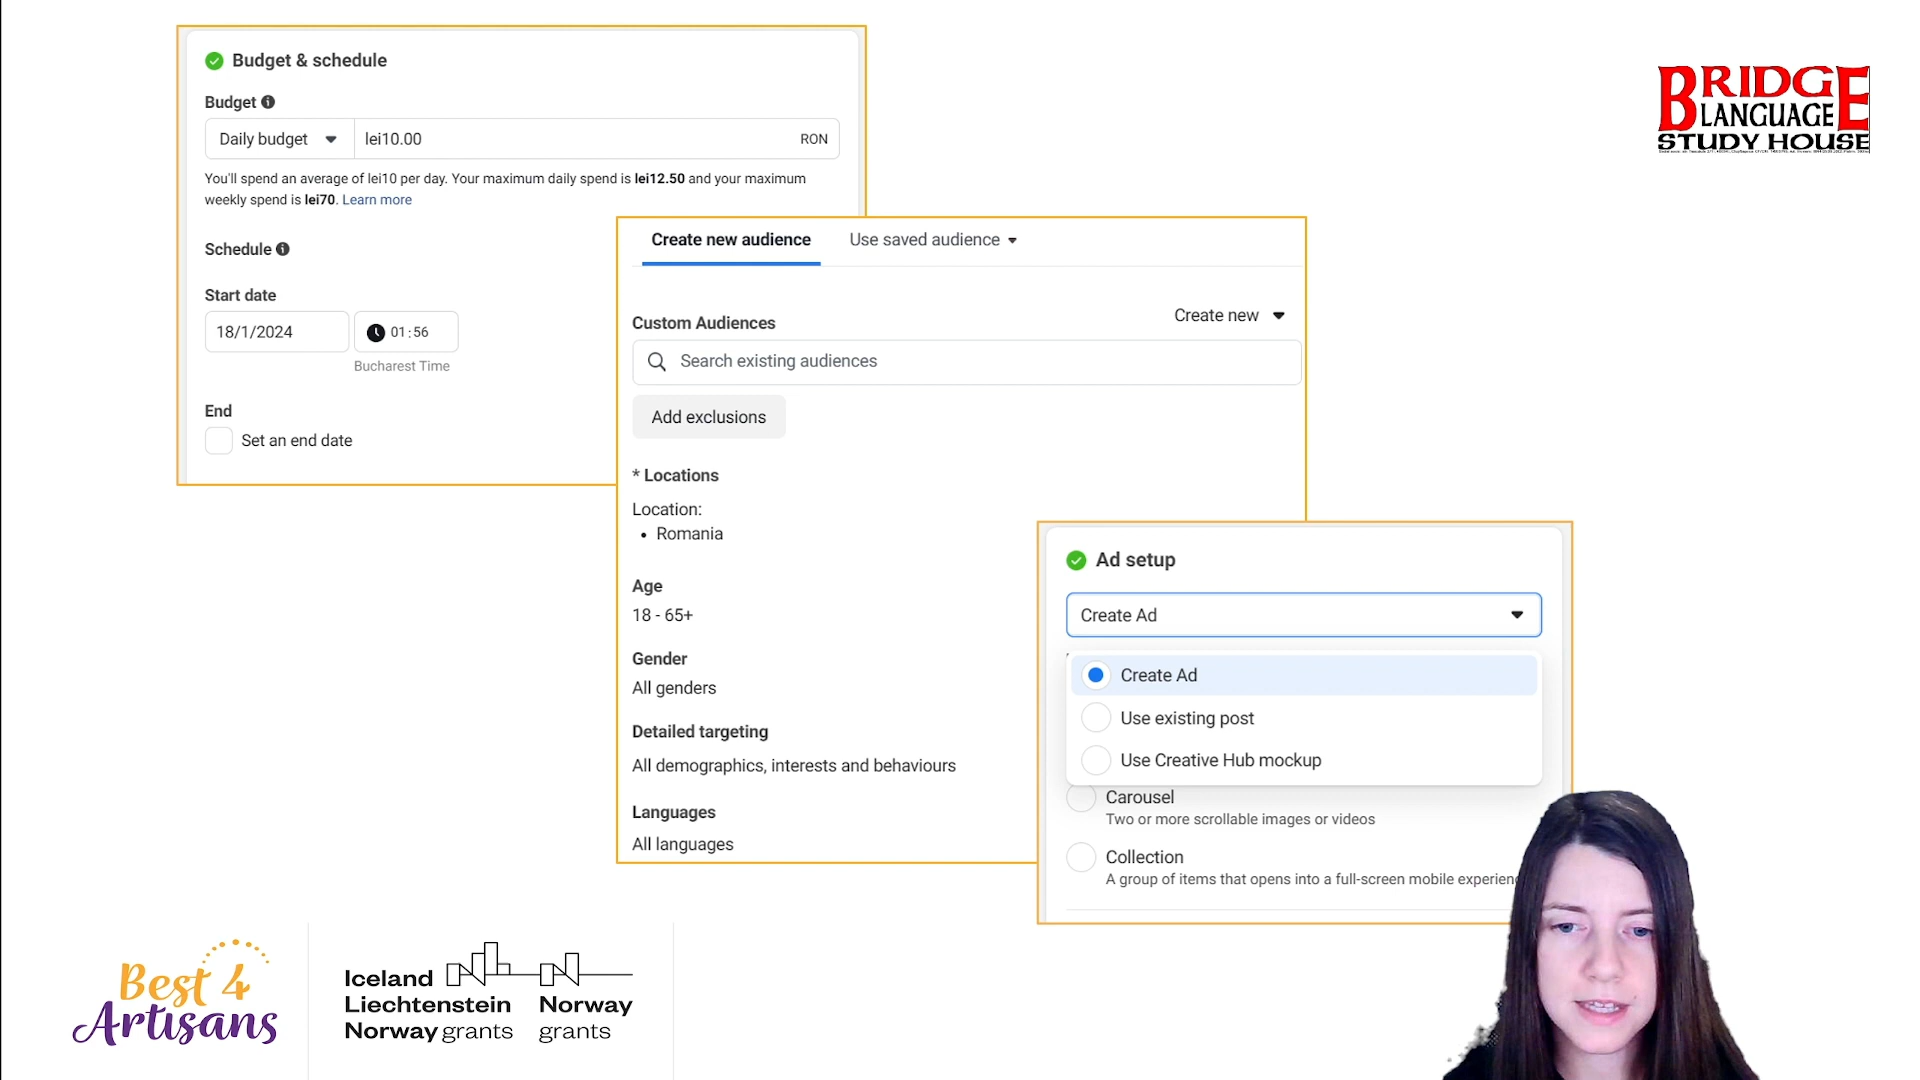 Budget & schedule
Budget
Daily budget
lei10.00
RON
You'll spend an average of lei10 per day. Your maximum daily spend is lei12.50 and your maximum
weekly spend is lei70. Learn more
Schedule
Start date
18/1/2024
01:56
Bucharest Time
End
Set an end date
Create new audience
Use saved audience
Custom Audiences
Create new
Search existing audiences
Add exclusions
* Locations
Location:
• Romania
Age
18 - 65+
Gender
All genders
Detailed targeting
All demographics, interests and behaviours
Languages
All languages
Ad setup
Create Ad
Create Ad
Use existing post
Use Creative Hub mockup
Carousel
Two or more scrollable images or videos
Collection
A group of items that opens into a full-screen mobile
BRIDGE
LANGUAGE
STUDY HOUSE
Best 4
Artisans
Iceland
Liechtenstein
Norway grants
Norway
grants